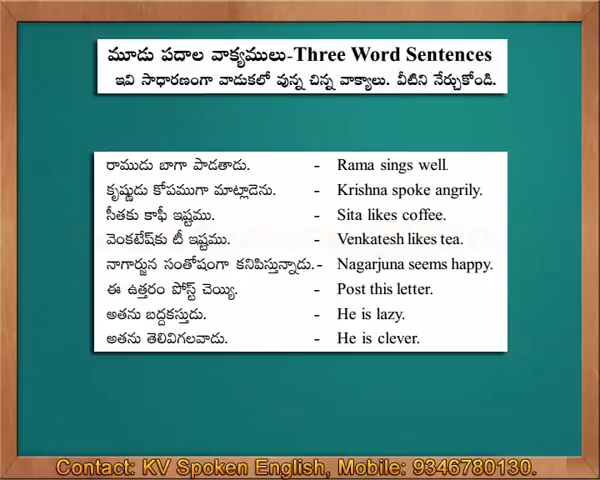 మూడు పదాల వాక్యములు-Three Word Sentences
ఇవి సాధారణంగా వాడుకలో వున్న చిన్న వాక్యాలు. వీటిని నేర్చుకోండి.
రాముడు బాగా పాడతాడు. - Rama sings well.
కృష్ణుడు కోపముగా మాట్లాడెను. - Krishna spoke angrily.
సీతకు కాఫీ ఇష్టము. - Sita likes coffee.
వెంకటేష్‌కు టీ ఇష్టము. - Venkatesh likes tea.
నాగార్జున సంతోషంగా కనిపిస్తున్నాడు. - Nagarjuna seems happy.
ఈ ఉత్తరం పోస్ట్ చెయ్యి. - Post this letter.
అతను బద్దకస్తుడు. - He is lazy.
అతను తెలివిగలవాడు. - He is clever.
Contact: KV Spoken English, Mobile: 9346780130.